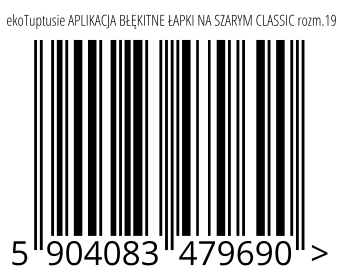 ekoTuptusie APLIKACJA BŁĘKITNE ŁAPKI NA SZARYM CLASSIC rozm.19
5 904083 479690 >